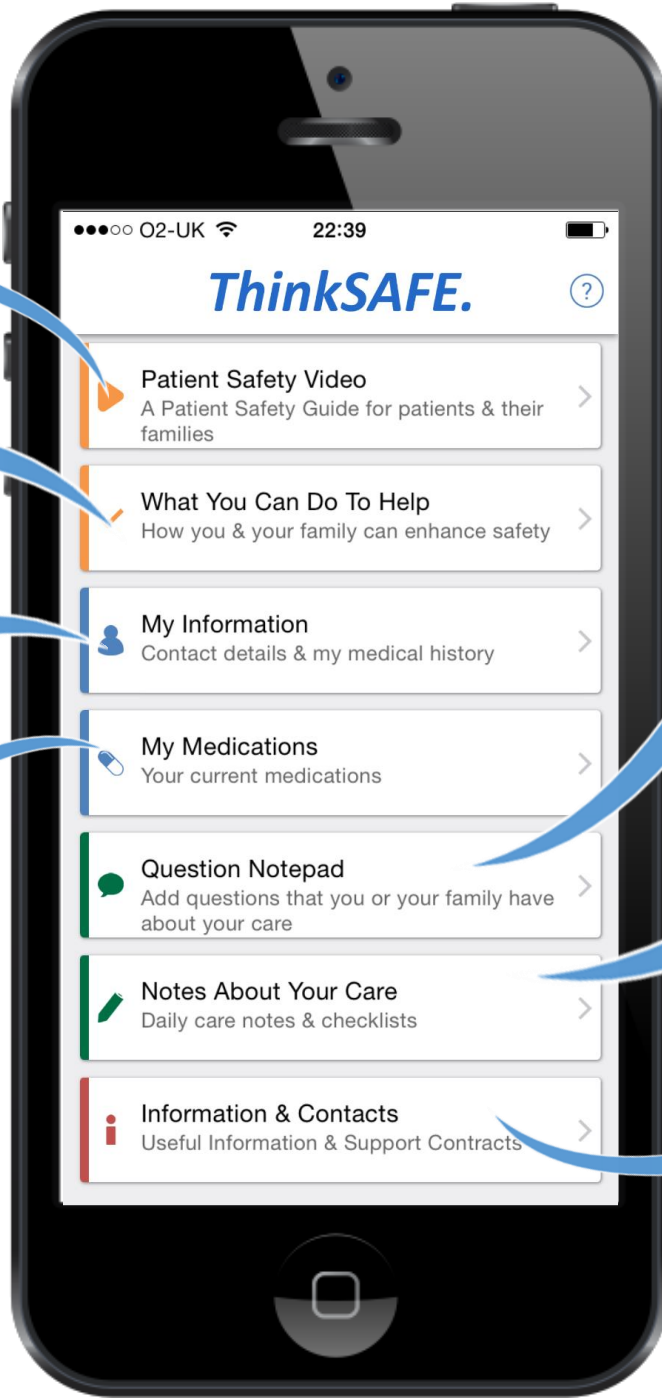 O2-UK 22:39
ThinkSAFE.
?
Patient Safety Video
A Patient Safety Guide for patients & their
families
What You Can Do To Help
How you & your family can enhance safety
My Information
Contact details & my medical history
My Medications
Your current medications
Question Notepad
Add questions that you or your family have
about your care
Notes About Your Care
Daily care notes & checklists
Information & Contacts
Useful Information & Support Contracts